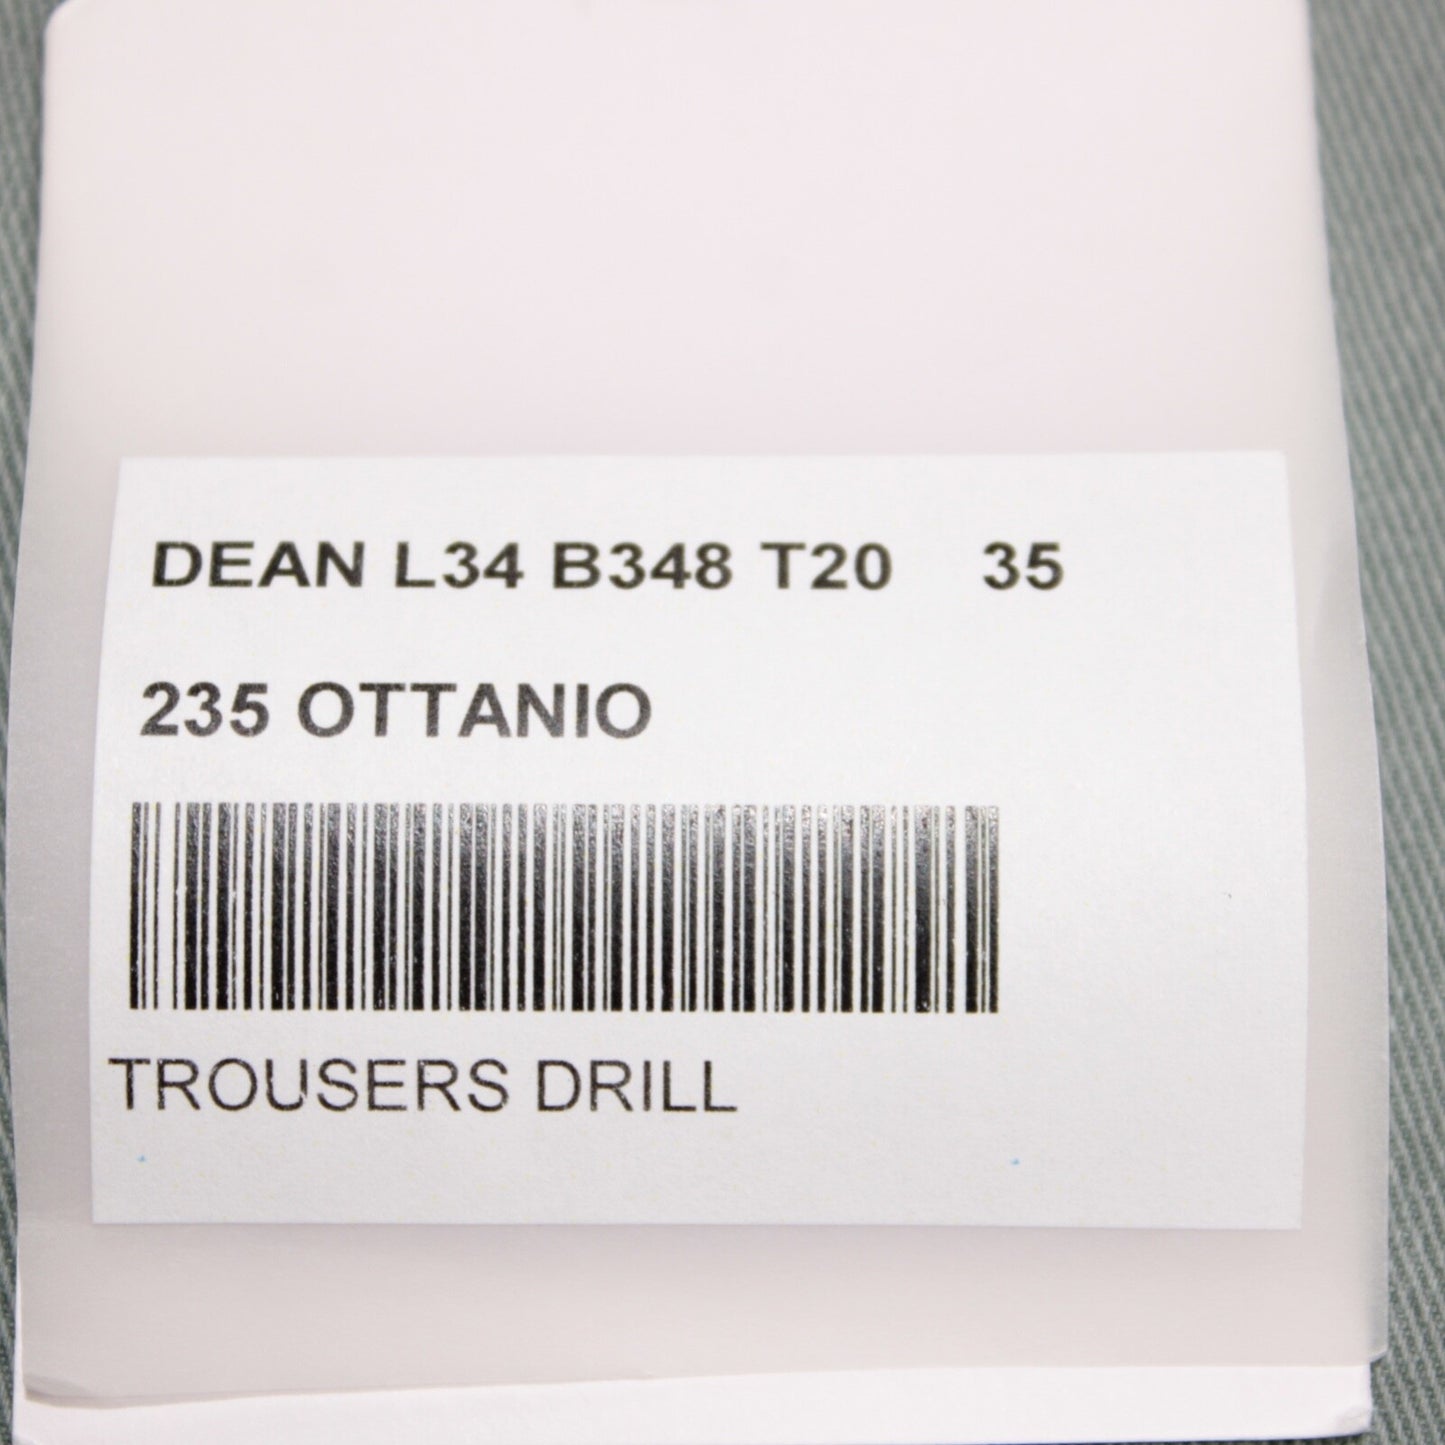 DEAN L34 B348 T20 35
235 OTTANIO
TROUSERS DRILL